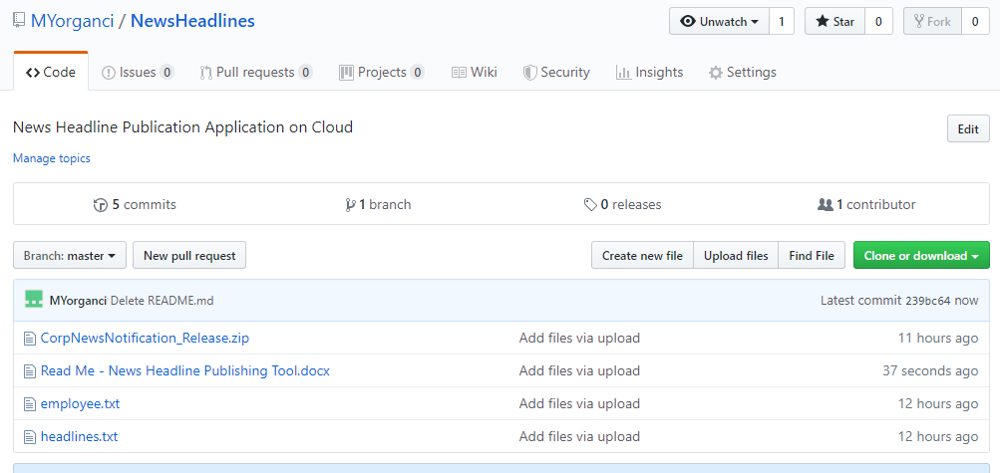 MYorganci / NewsHeadlines
Unwatch 1 Star 0 Fork 0
Code Issues 0 Pull requests 0 Projects 0 Wiki Security Insights Settings
News Headline Publication Application on Cloud Edit
Manage topics
5 commits 1 branch 0 releases 1 contributor
Branch: master New pull request Create new file Upload files Find File Clone or download
MYorganci Delete README.md Latest commit 239bc64 now
CorpNewsNotification_Release.zip Add files via upload 11 hours ago
Read Me - News Headline Publishing Tool.docx Add files via upload 37 seconds ago
employee.txt Add files via upload 12 hours ago
headlines.txt Add files via upload 12 hours ago